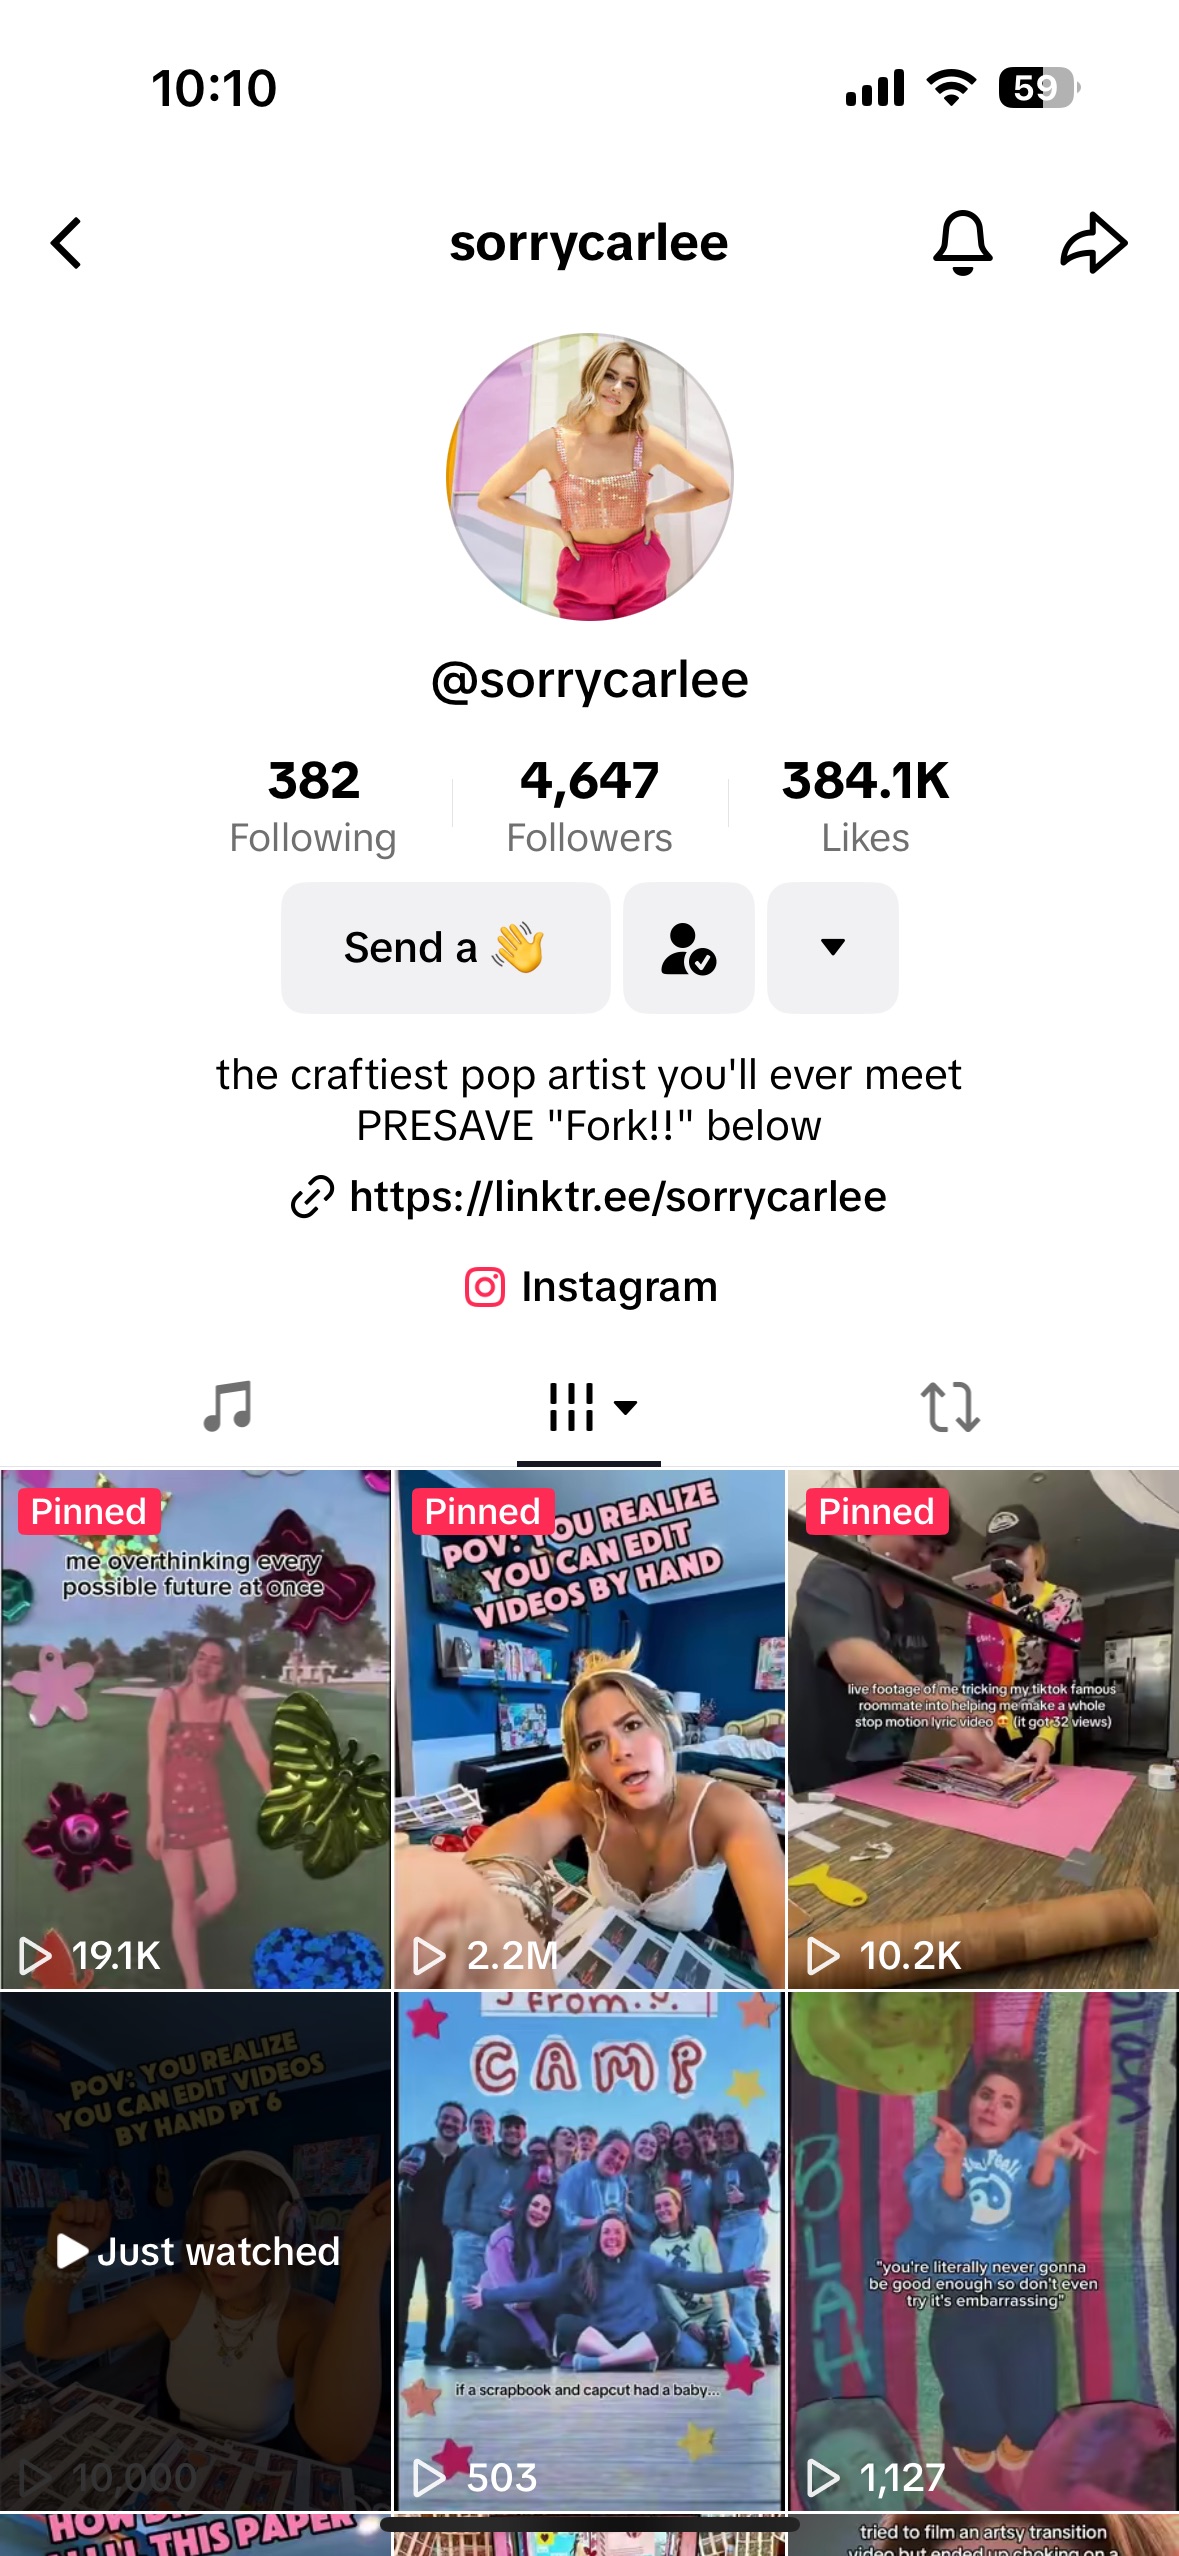 10:10
59
sorrycarlee
@sorrycarlee
382
4,647
384.1K
Following
Followers
Likes
Send a 👋
the craftiest pop artist you'll ever meet
PRESAVE "Fork!!" below
https://linktr.ee/sorrycarlee
Instagram
Pinned
me overthinking every
possible future at once
19.1K
Pinned
POV: YOU REALIZE
YOU CAN EDIT
VIDEOS BY HAND
2.2M
Pinned
live footage of me tricking my tiktok famous
roommate into helping me make a whole
stop motion lyric video 😍 (it got 32 views)
10.2K
POV: YOU REALIZE
YOU CAN EDIT VIDEOS
BY HAND PT 6
Just watched
10,000
from
CAMP
if a scrapbook and capcut had a baby...
503
BLAH
"you're literally never gonna
be good enough so don't even
try it's embarrassing"
1,127
HOW
THIS PAPER
tried to film an artsy transition
video but ended up choking on a